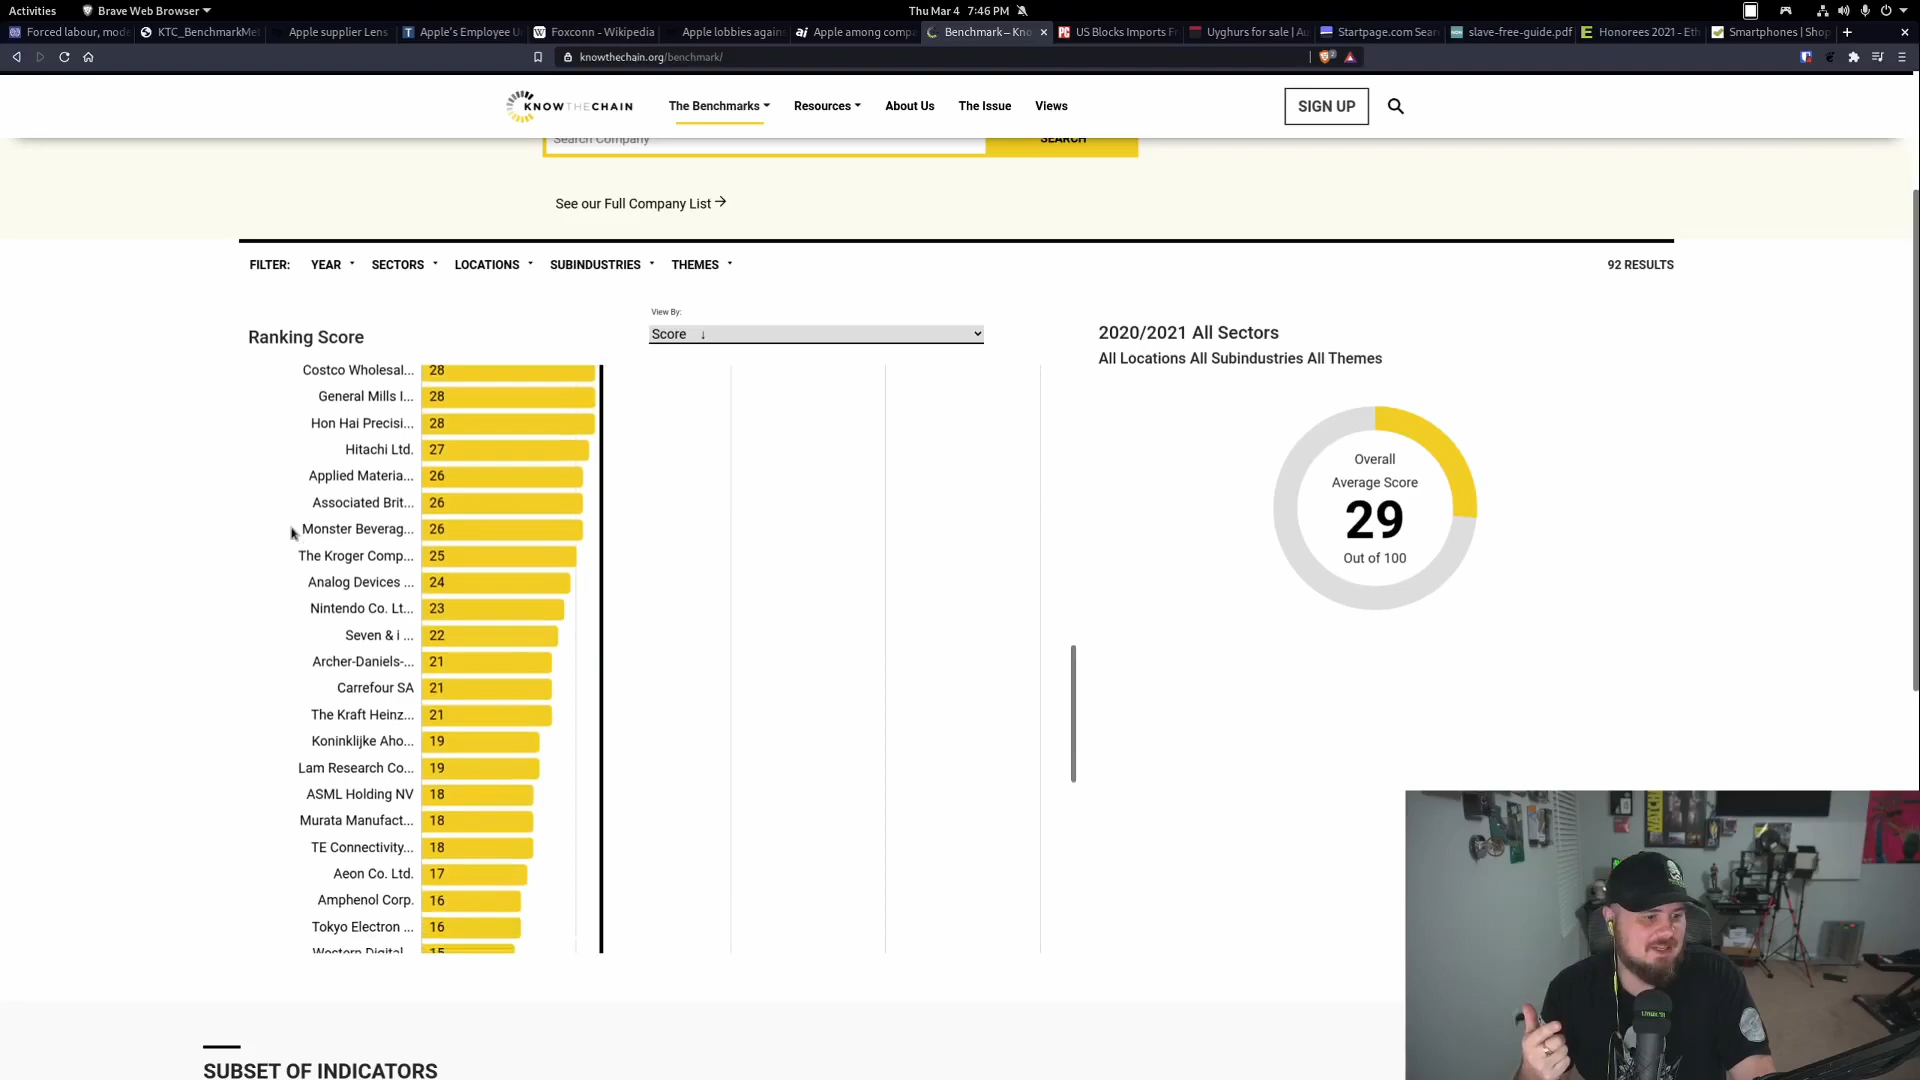 Activities
Brave Web Browser
Thu Mar 4 7:46 PM
Forced labour, mode
KTC_BenchmarkMet
Apple supplier Lens
Apple's Employee U
Foxconn - Wikipedia
Apple lobbies again
Apple among compa
Benchmark – Kno
US Blocks Imports F
Uyghurs for sale | Au
Startpage.com Sear
slave-free-guide.pdf
Honorees 2021 - Eth
Smartphones | Shop
knowthechain.org/benchmark/
KNOWTHECHAIN
The Benchmarks
Resources
About Us
The Issue
Views
SIGN UP
Search Company
SEARCH
See our Full Company List →
FILTER: YEAR SECTORS LOCATIONS SUBINDUSTRIES THEMES
92 RESULTS
View By:
Ranking Score
Score ↓
2020/2021 All Sectors
All Locations All Subindustries All Themes
Costco Wholesal... 28
General Mills I... 28
Hon Hai Precisi... 28
Hitachi Ltd. 27
Applied Materia... 26
Associated Brit... 26
Monster Beverag... 26
The Kroger Comp... 25
Analog Devices ... 24
Nintendo Co. Lt... 23
Seven & i ... 22
Archer-Daniels-... 21
Carrefour SA 21
The Kraft Heinz... 21
Koninklijke Aho... 19
Lam Research Co... 19
ASML Holding NV 18
Murata Manufact... 18
TE Connectivity... 18
Aeon Co. Ltd. 17
Amphenol Corp. 16
Tokyo Electron ... 16
Western Digital... 15
Overall
Average Score
29
Out of 100
SUBSET OF INDICATORS